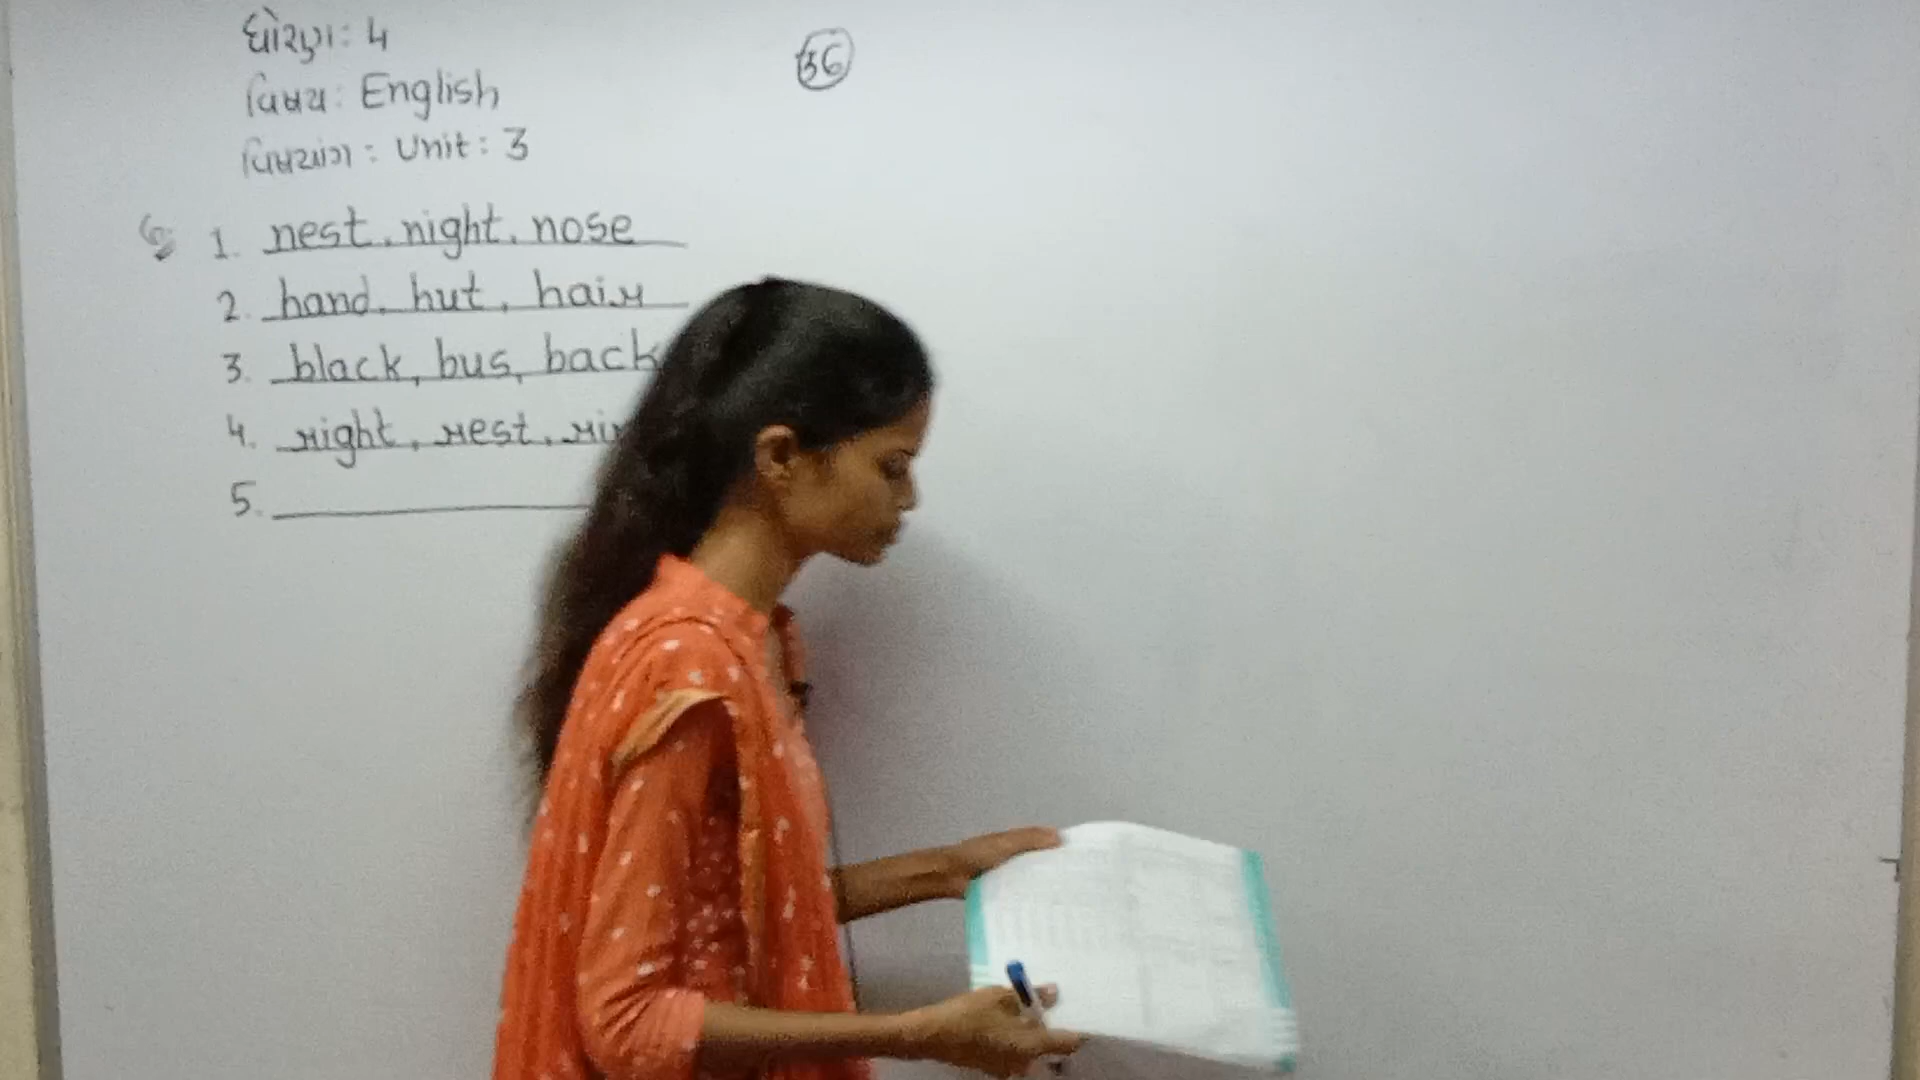 ધોરણ: 4
36
વિષય: English
વિષયાંગ: Unit: 3
1. nest, night, nose
2. hand, hut, hair
3. black, bus, back
4. right, rest,
5.